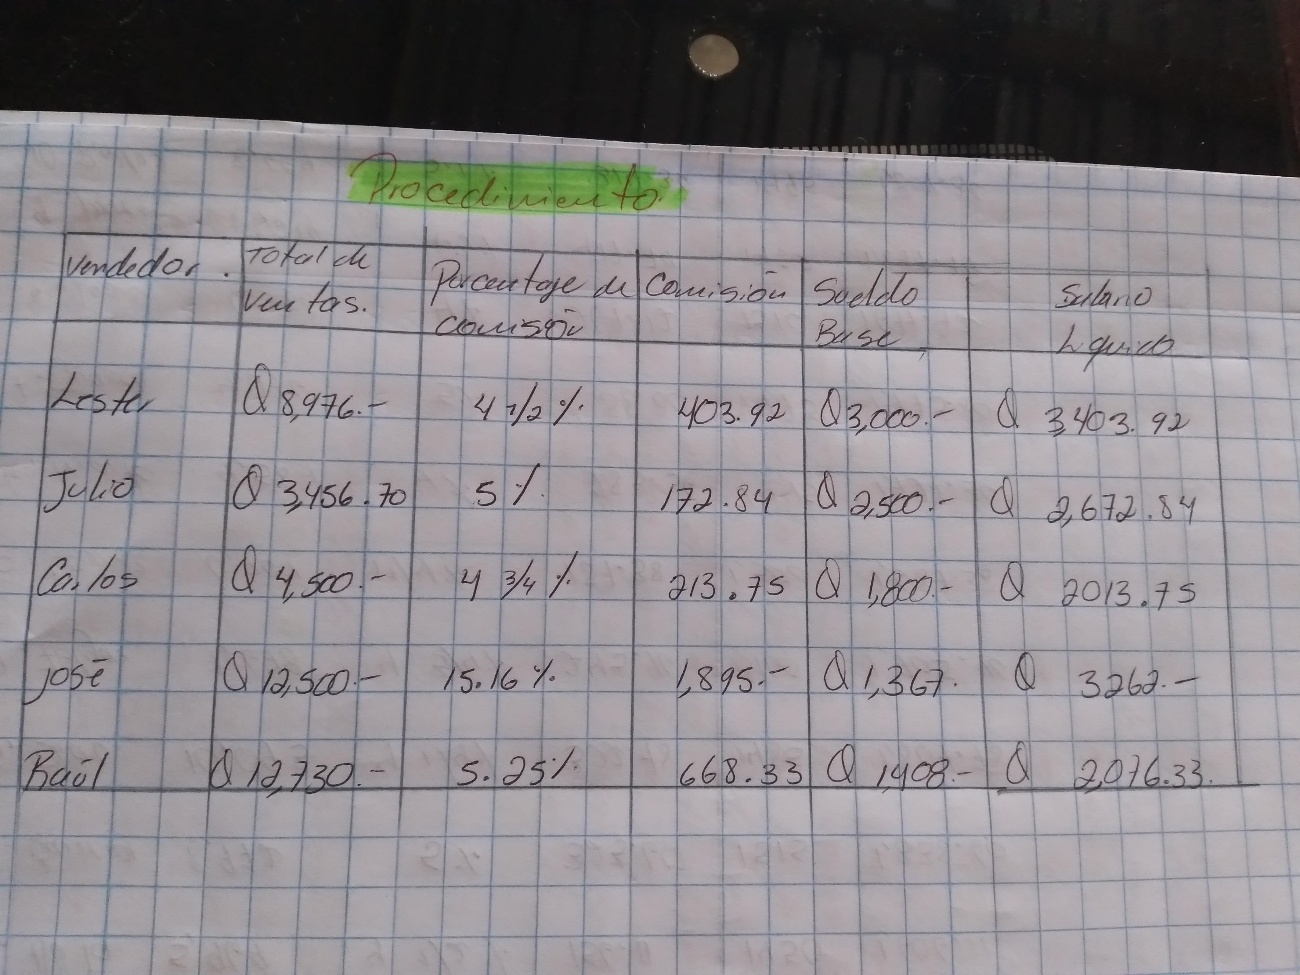 Procedimiento.
Vendedor. Total de ventas. Porcentaje de comisión Comisión Sueldo Base Salario Líquido
Lester Q 8,976.- 4 1/2 % 403.92 Q 3,000.- Q 3,403.92
Julio Q 3,456.70 5 % 172.84 Q 2,500.- Q 2,672.84
Carlos Q 4,500.- 4 3/4 % 213.75 Q 1,800.- Q 2013.75
José Q 12,500.- 15.16 % 1,895.- Q 1,367. Q 3262.-
Raúl Q 12,730.- 5.25% 668.33 Q 1,408.- Q 2,076.33.